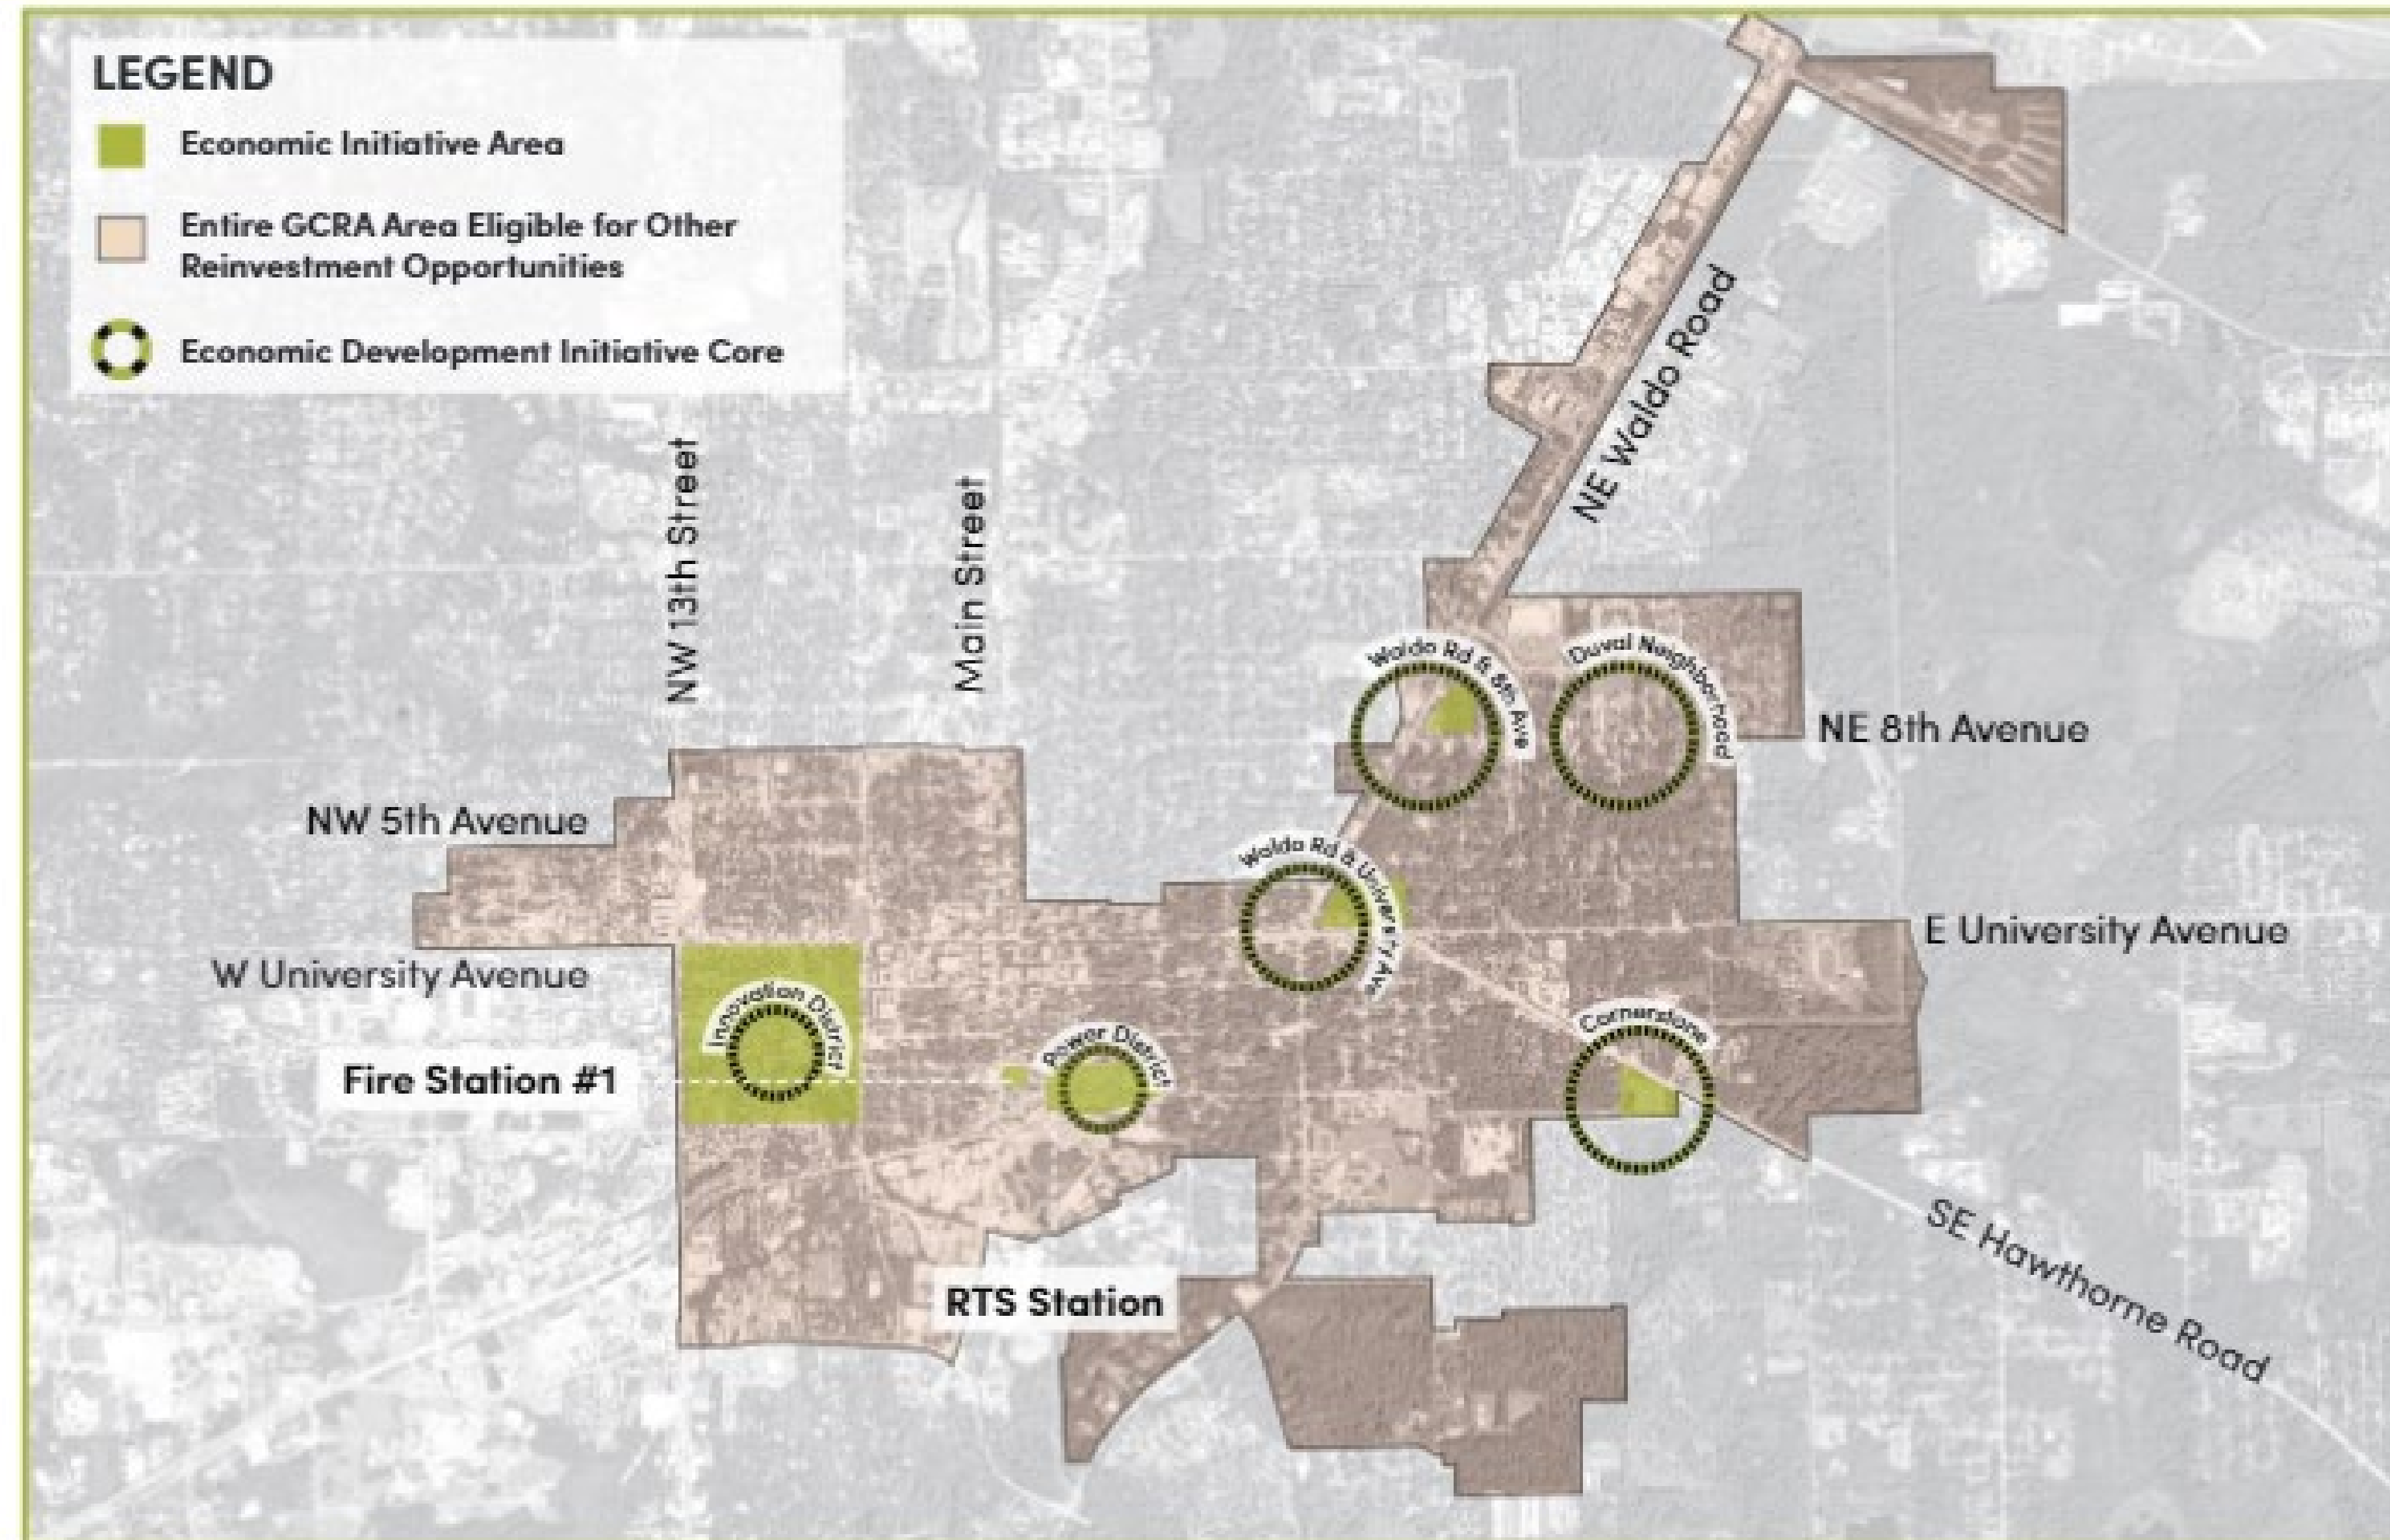 LEGEND
Economic Initiative Area
Entire GCRA Area Eligible for Other
Reinvestment Opportunities
Economic Development Initiative Core
NW 13th Street
Main Street
NE Waldo Road
Waldo Rd & 8th Ave
Duval Neighborhood
NE 8th Avenue
NW 5th Avenue
Waldo Rd & University Ave
E University Avenue
W University Avenue
Innovation District
Power District
Cornerstone
Fire Station #1
SE Hawthorne Road
RTS Station